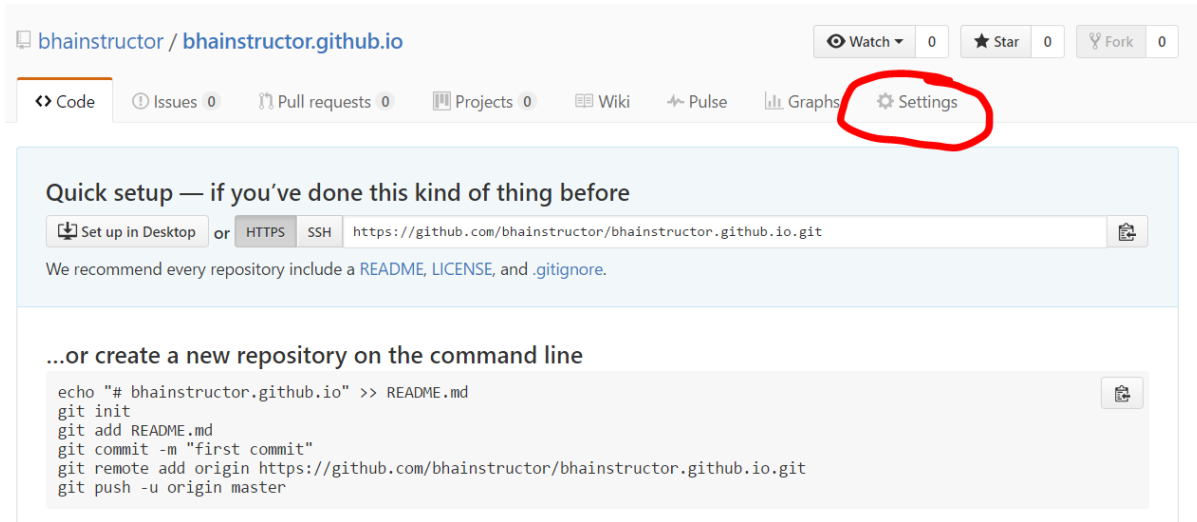 bhainstructor / bhainstructor.github.io
Watch 0 Star 0 Fork 0
Code Issues 0 Pull requests 0 Projects 0 Wiki Pulse Graphs Settings
Quick setup — if you’ve done this kind of thing before
Set up in Desktop or HTTPS SSH https://github.com/bhainstructor/bhainstructor.github.io.git
We recommend every repository include a README, LICENSE, and .gitignore.
…or create a new repository on the command line
echo "# bhainstructor.github.io" >> README.md
git init
git add README.md
git commit -m "first commit"
git remote add origin https://github.com/bhainstructor/bhainstructor.github.io.git
git push -u origin master